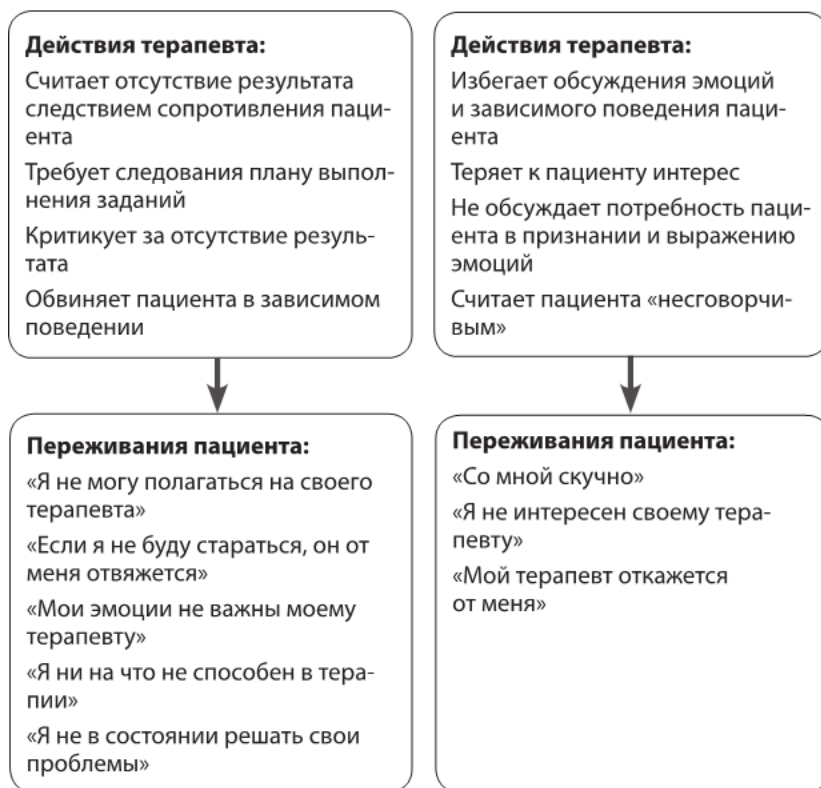 Действия терапевта:
Считает отсутствие результата
следствием сопротивления паци-
ента
Требует следования плану выпол-
нения заданий
Критикует за отсутствие резуль-
тата
Обвиняет пациента в зависимом
поведении
Переживания пациента:
«Я не могу полагаться на своего
терапевта»
«Если я не буду стараться, он от
меня отвяжется»
«Мои эмоции не важны моему
терапевту»
«Я ни на что не способен в тера-
пии»
«Я не в состоянии решать свои
проблемы»
Действия терапевта:
Избегает обсуждения эмоций
и зависимого поведения паци-
ента
Теряет к пациенту интерес
Не обсуждает потребность паци-
ента в признании и выражению
эмоций
Считает пациента «несговорчи-
вым»
Переживания пациента:
«Со мной скучно»
«Я не интересен своему тера-
певту»
«Мой терапевт откажется
от меня»